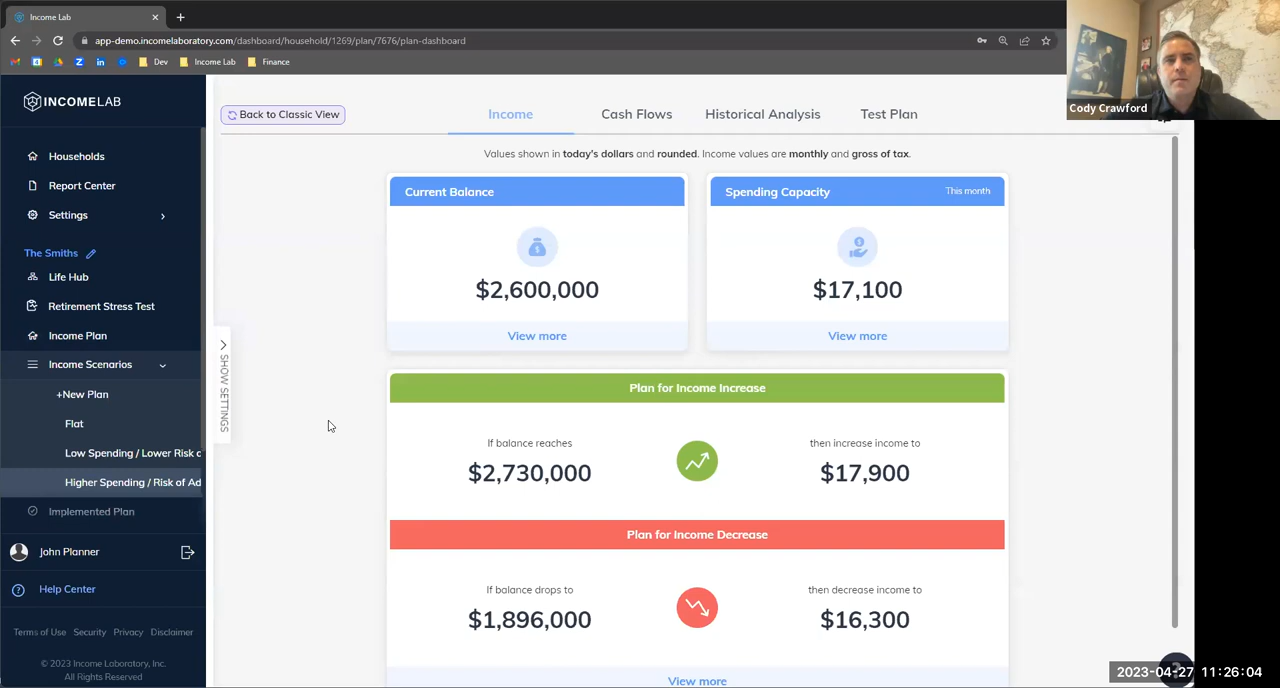 Income Lab
app-demo.incomelaboratory.com/dashboard/household/1269/plan/7676/plan-dashboard
Dev
Income Lab
Finance
Cody Crawford
INCOMELAB
Households
Report Center
Settings
The Smiths
Life Hub
Retirement Stress Test
Income Plan
Income Scenarios
+New Plan
Flat
Low Spending / Lower Risk c
Higher Spending / Risk of Ad
Implemented Plan
John Planner
Help Center
Terms of Use Security Privacy Disclaimer
© 2023 Income Laboratory, Inc.
All Rights Reserved
SHOW SETTINGS
Back to Classic View
Income Cash Flows Historical Analysis Test Plan
Values shown in today's dollars and rounded. Income values are monthly and gross of tax.
Current Balance
$2,600,000
View more
Spending Capacity This month
$17,100
View more
Plan for Income Increase
If balance reaches then increase income to
$2,730,000 $17,900
Plan for Income Decrease
If balance drops to then decrease income to
$1,896,000 $16,300
View more
2023-04-27 11:26:04